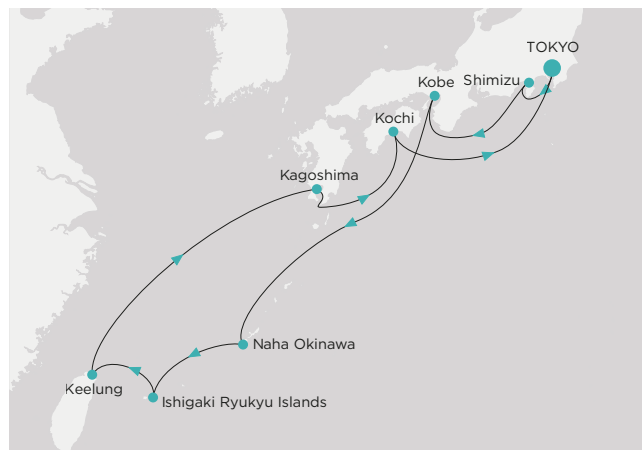 TOKYO
Shimizu
Kobe
Kochi
Kagoshima
Naha Okinawa
Keelung
Ishigaki Ryukyu Islands